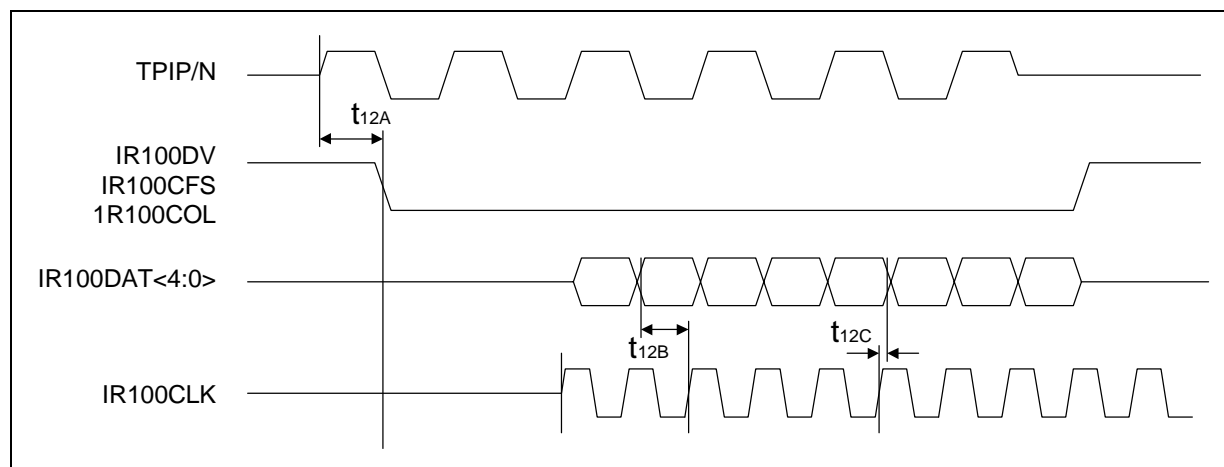 TPIP/N
t12A
IR100DV
IR100CFS
1R100COL
IR100DAT<4:0>
t12B
t12C
IR100CLK